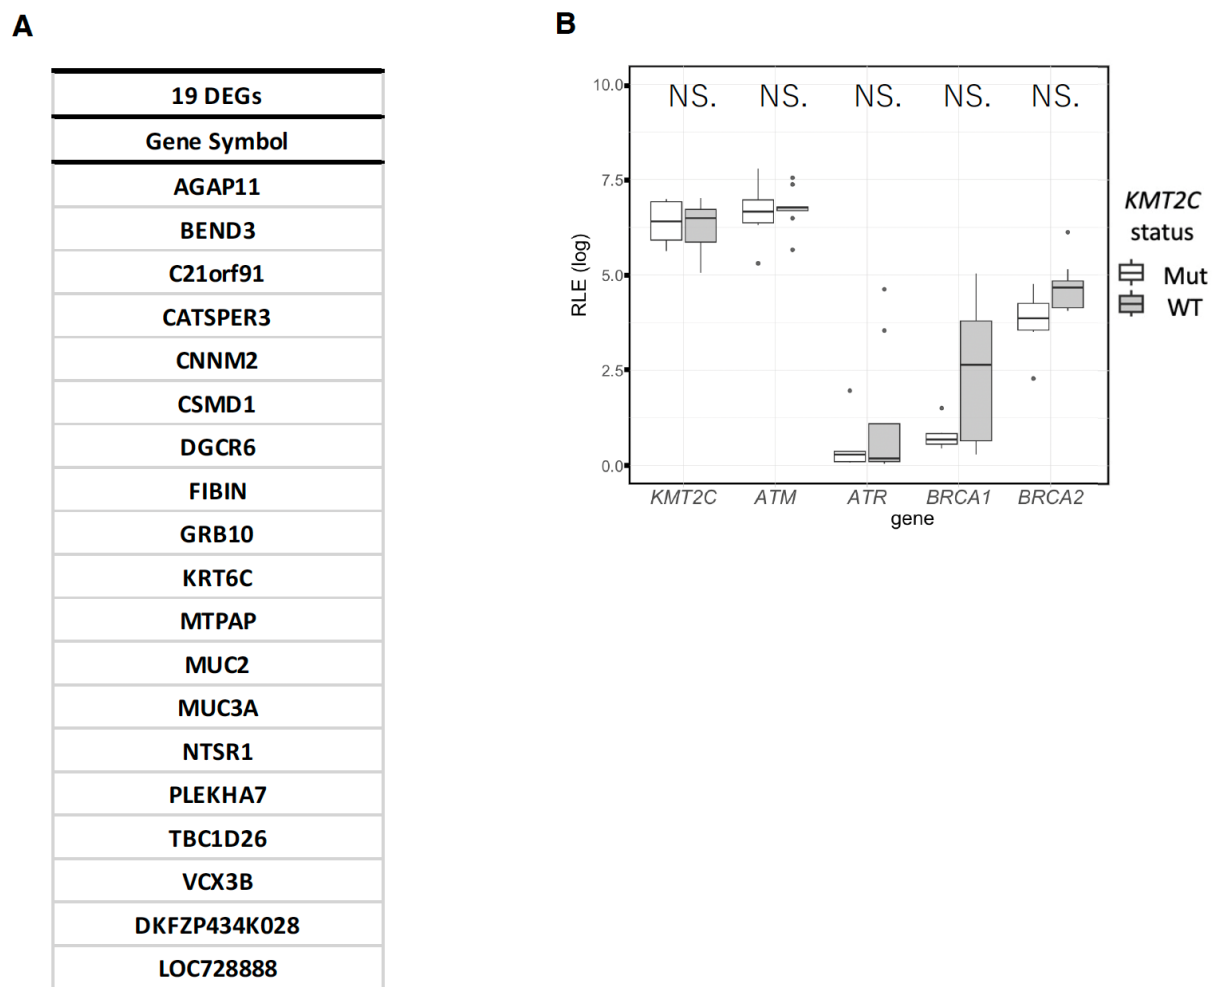 A
19 DEGs
Gene Symbol
AGAP11
BEND3
C21orf91
CATSPER3
CNNM2
CSMD1
DGCR6
FIBIN
GRB10
KRT6C
MTPAP
MUC2
MUC3A
NTSR1
PLEKHA7
TBC1D26
VCX3B
DKFZP434K028
LOC728888
B
NS. NS. NS. NS. NS.
10.0
7.5
5.0
2.5
0.0
RLE (log)
KMT2C ATM ATR BRCA1 BRCA2
gene
KMT2C
status
Mut
WT